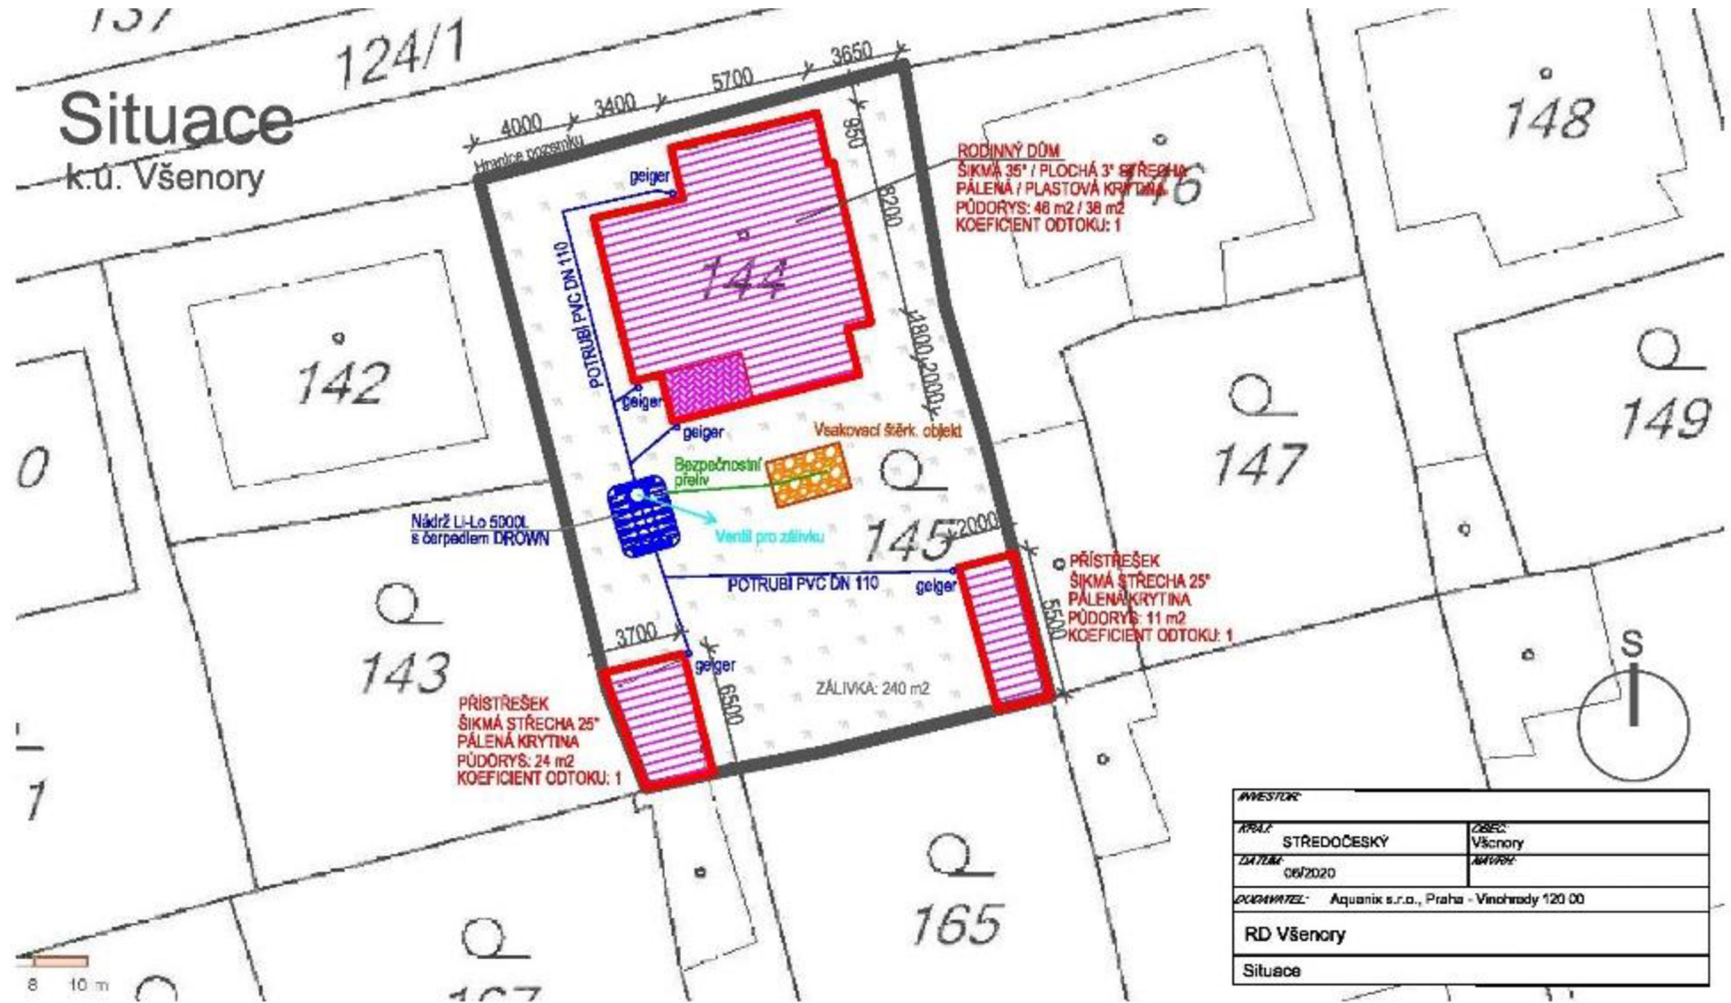 137
124/1
Situace
k.ú. Všenory
4000
3400
5700
3650
Hranice pozemku
950
148
RODINNÝ DŮM
ŠIKMÁ 35° / PLOCHÁ 3° STŘECHA
PÁLENÁ / PLASTOVÁ KRYTINA
PŮDORYS: 46 m2 / 38 m2
KOEFICIENT ODTOKU: 1
146
geiger
8200
POTRUBÍ PVC DN 110
144
142
1800
2000
geiger
geiger
Vsakovací štěrk. objekt
149
147
0
Bezpečnostní
přeliv
Nádrž Li-Lo 5000L
s čerpadlem DROWN
Ventil pro zálivku
145
2000
POTRUBÍ PVC DN 110
geiger
PŘÍSTŘEŠEK
ŠIKMÁ STŘECHA 25°
PÁLENÁ KRYTINA
PŮDORYS: 11 m2
KOEFICIENT ODTOKU: 1
5500
3700
143
geiger
6500
ZÁLIVKA: 240 m2
S
PŘÍSTŘEŠEK
ŠIKMÁ STŘECHA 25°
PÁLENÁ KRYTINA
PŮDORYS: 24 m2
KOEFICIENT ODTOKU: 1
1
165
167
8 10 m
INVESTOR:
KRAJ: STŘEDOČESKÝ OBEC: Všenory
DATUM: 06/2020 NÁVRH:
DODAVATEL: Aquanix s.r.o., Praha - Vinohrady 120 00
RD Všenory
Situace